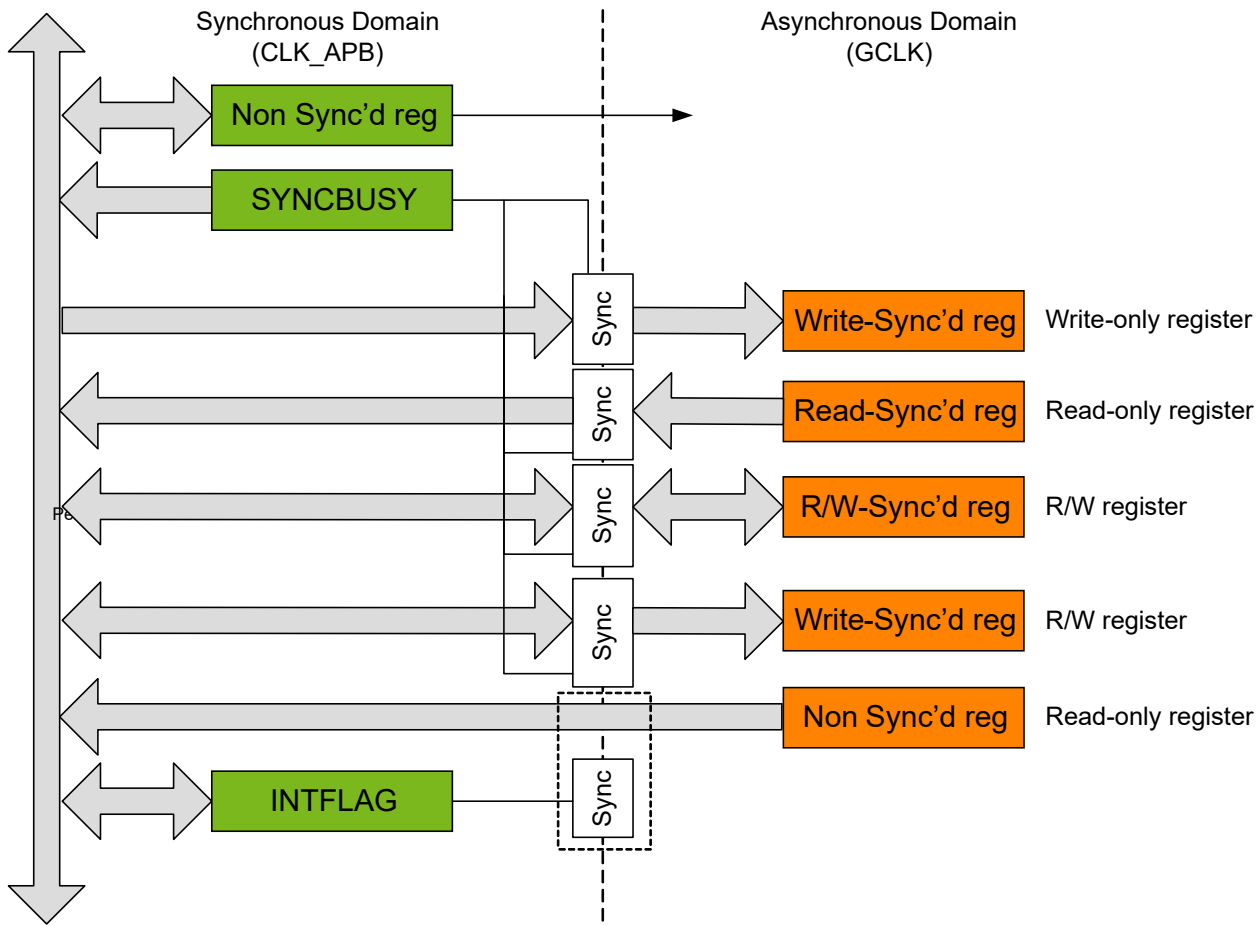 Synchronous Domain
(CLK_APB)
Asynchronous Domain
(GCLK)
Non Sync’d reg
SYNCBUSY
Sync
Write-Sync’d reg
Write-only register
Sync
Read-Sync’d reg
Read-only register
Sync
R/W-Sync’d reg
R/W register
Sync
Write-Sync’d reg
R/W register
Non Sync’d reg
Read-only register
INTFLAG
Sync